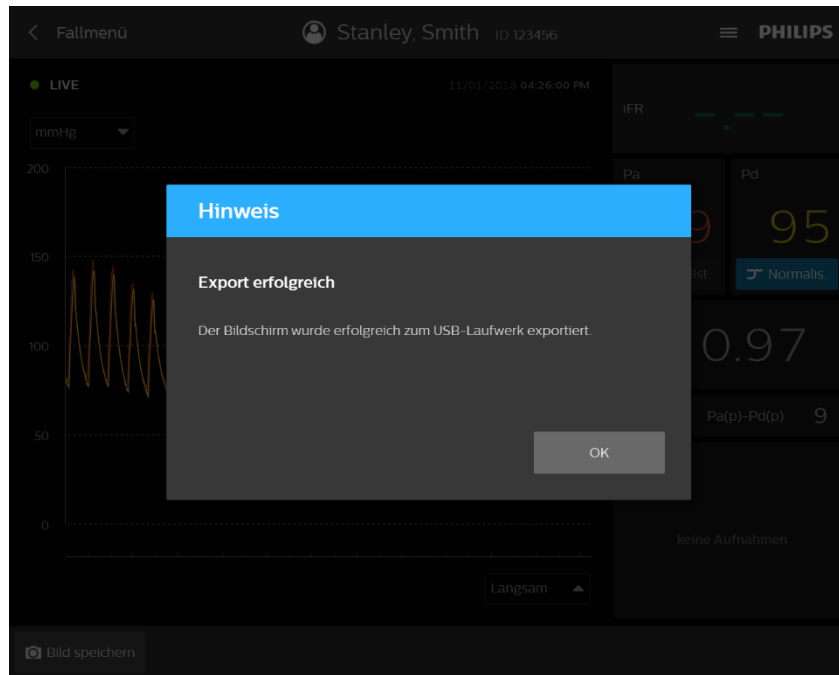 Fallmenü
Stanley, Smith ID 123456
PHILIPS
LIVE
11/01/2018 04:26:00 PM
mmHg
200
150
100
50
0
Langsam
Bild speichern
iFR
-.--
Pa
Pd
9
95
Normalis
0.97
Pa(p)-Pd(p) 9
keine Aufnahmen
Hinweis
Export erfolgreich
Der Bildschirm wurde erfolgreich zum USB-Laufwerk exportiert.
OK